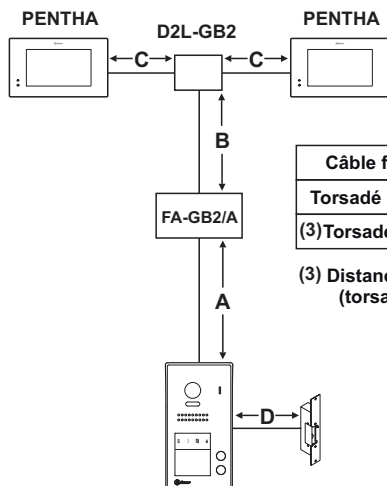 PENTHA
D2L-GB2
PENTHA
C
C
B
FA-GB2/A
A
D
Câble f
Torsadé
(3)Torsadé
(3) Distanc
(torsa